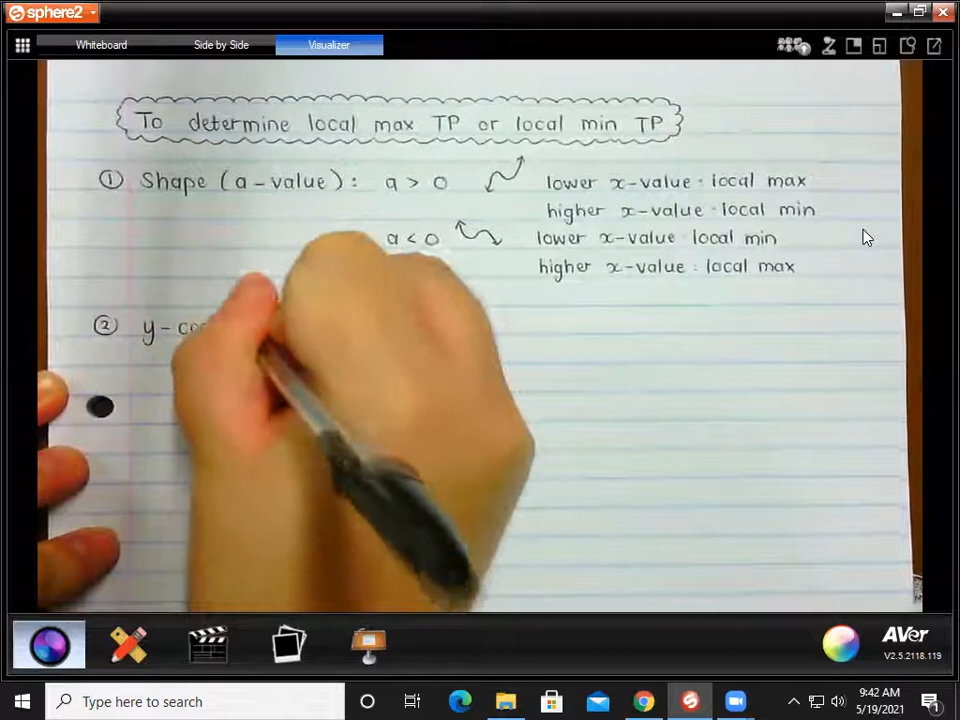 sphere2
Whiteboard Side by Side Visualizer
To determine local max TP or local min TP
① Shape (a-value): a > 0 lower x-value : local max
higher x-value : local min
a < 0 lower x-value : local min
higher x-value : local max
② y-
AVer
V2.5.2118.119
Type here to search
9:42 AM
5/19/2021
1